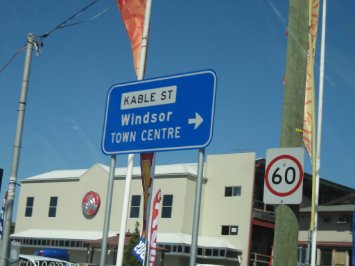 KABLE ST
Windsor
TOWN CENTRE
60